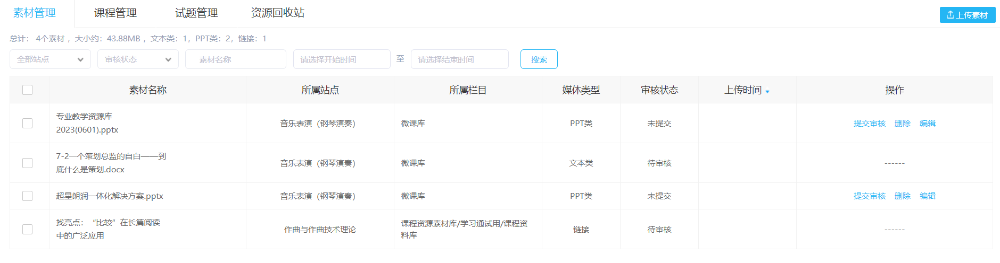 素材管理 课程管理 试题管理 资源回收站 上传素材
总计： 4个素材 ，大小约：43.88MB ，文本类：1，PPT类：2，链接：1
全部站点 审核状态 素材名称 请选择开始时间 至 请选择结束时间 搜索
素材名称 所属站点 所属栏目 媒体类型 审核状态 上传时间 操作
专业教学资源库
2023(0601).pptx
音乐表演（钢琴演奏） 微课库 PPT类 未提交 提交审核 删除 编辑
7-2一个策划总监的自白——到
底什么是策划.docx
音乐表演（钢琴演奏） 微课库 文本类 待审核 ------
超星朗润一体化解决方案.pptx 音乐表演（钢琴演奏） 微课库 PPT类 未提交 提交审核 删除 编辑
找亮点：“比较”在长篇阅读
中的广泛应用
作曲与作曲技术理论
课程资源素材库/学习通试用/课程资
料库
链接 待审核 ------